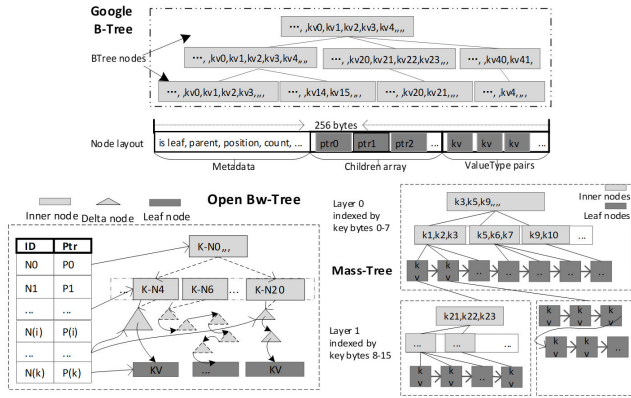 Google
B-Tree
BTree nodes
..., ,kv0,kv1,kv2,kv3,kv4,,,,
..., ,kv0,kv1,kv2,kv3,kv4,,,,
..., ,kv20,kv21,kv22,kv23,,,,
..., ,kv40,kv41,
..., ,kv0,kv1,kv2,kv3,,,,
..., ,kv14,kv15,,,,
..., ,kv20,kv21,,,,
..., ,kv4,,,,
256 bytes
Node layout
is leaf, parent, position, count, ...
ptr0 ptr1 ptr2 ...
kv kv kv ...
Metadata
Children array
ValueType pairs
Open Bw-Tree
Inner node
Delta node
Leaf node
ID Ptr
N0 P0
N1 P1
... ...
N(i) P(i)
... ...
N(k) P(k)
K-N0,,,
... K-N4 K-N6 ... K-N20
KV ... KV
Mass-Tree
Inner nodes
Leaf nodes
Layer 0
indexed by
key bytes 0-7
k3,k5,k9,,,,
k1,k2,k3 k5,k6,k7 k9,k10 ...
k v k v .. .. .. ..
Layer 1
indexed by
key bytes 8-15
k21,k22,k23
... ... ...
k v k v .. k v
k v k v k v
k v k v ..